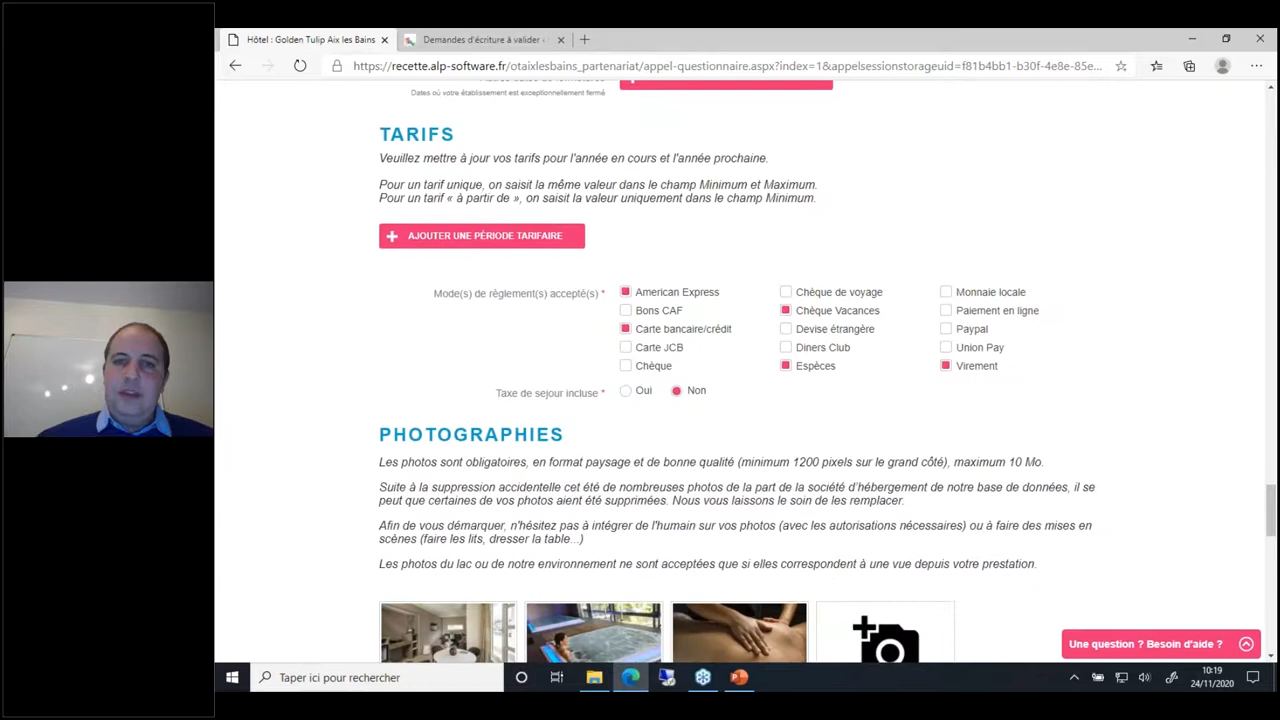 Hôtel : Golden Tulip Aix les Bains
Demandes d'écriture à valider
https://recette.alp-software.fr/otaixlesbains_partenariat/appel-questionnaire.aspx?index=1&appelsessionstorageuid=f81b4bb1-b30f-4e8e-85e...
Dates où votre établissement est exceptionnellement fermé
TARIFS
Veuillez mettre à jour vos tarifs pour l'année en cours et l'année prochaine.
Pour un tarif unique, on saisit la même valeur dans le champ Minimum et Maximum.
Pour un tarif « à partir de », on saisit la valeur uniquement dans le champ Minimum.
AJOUTER UNE PÉRIODE TARIFAIRE
Mode(s) de règlement(s) accepté(s) * American Express Chèque de voyage Monnaie locale
Bons CAF Chèque Vacances Paiement en ligne
Carte bancaire/crédit Devise étrangère Paypal
Carte JCB Diners Club Union Pay
Chèque Espèces Virement
Taxe de sejour incluse * Oui Non
PHOTOGRAPHIES
Les photos sont obligatoires, en format paysage et de bonne qualité (minimum 1200 pixels sur le grand côté), maximum 10 Mo.
Suite à la suppression accidentelle cet été de nombreuses photos de la part de la société d'hébergement de notre base de données, il se
peut que certaines de vos photos aient été supprimées. Nous vous laissons le soin de les remplacer.
Afin de vous démarquer, n'hésitez pas à intégrer de l'humain sur vos photos (avec les autorisations nécessaires) ou à faire des mises en
scènes (faire les lits, dresser la table...)
Les photos du lac ou de notre environnement ne sont acceptées que si elles correspondent à une vue depuis votre prestation.
Une question ? Besoin d'aide ?
Taper ici pour rechercher
10:19
24/11/2020